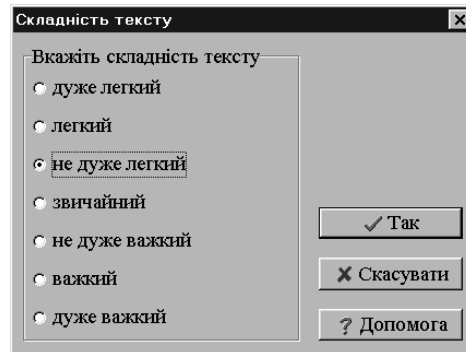 Складність тексту
Вкажіть складність тексту
дуже легкий
легкий
не дуже легкий
звичайний
не дуже важкий
важкий
дуже важкий
Так
Скасувати
Допомога